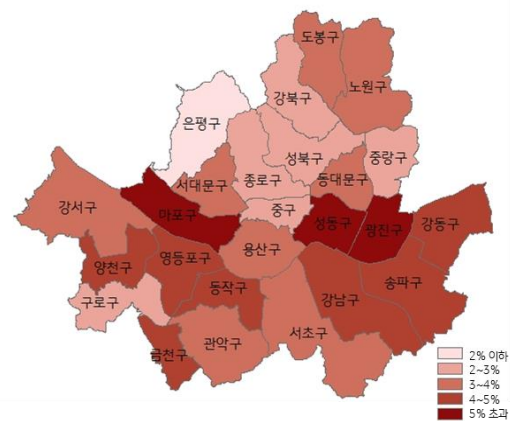 도봉구
노원구
강북구
은평구
성북구
중랑구
서대문구
종로구
동대문구
강서구
마포구
중구
성동구
광진구
강동구
양천구
영등포구
용산구
송파구
구로구
동작구
강남구
금천구
관악구
서초구
2% 이하
2~3%
3~4%
4~5%
5% 초과